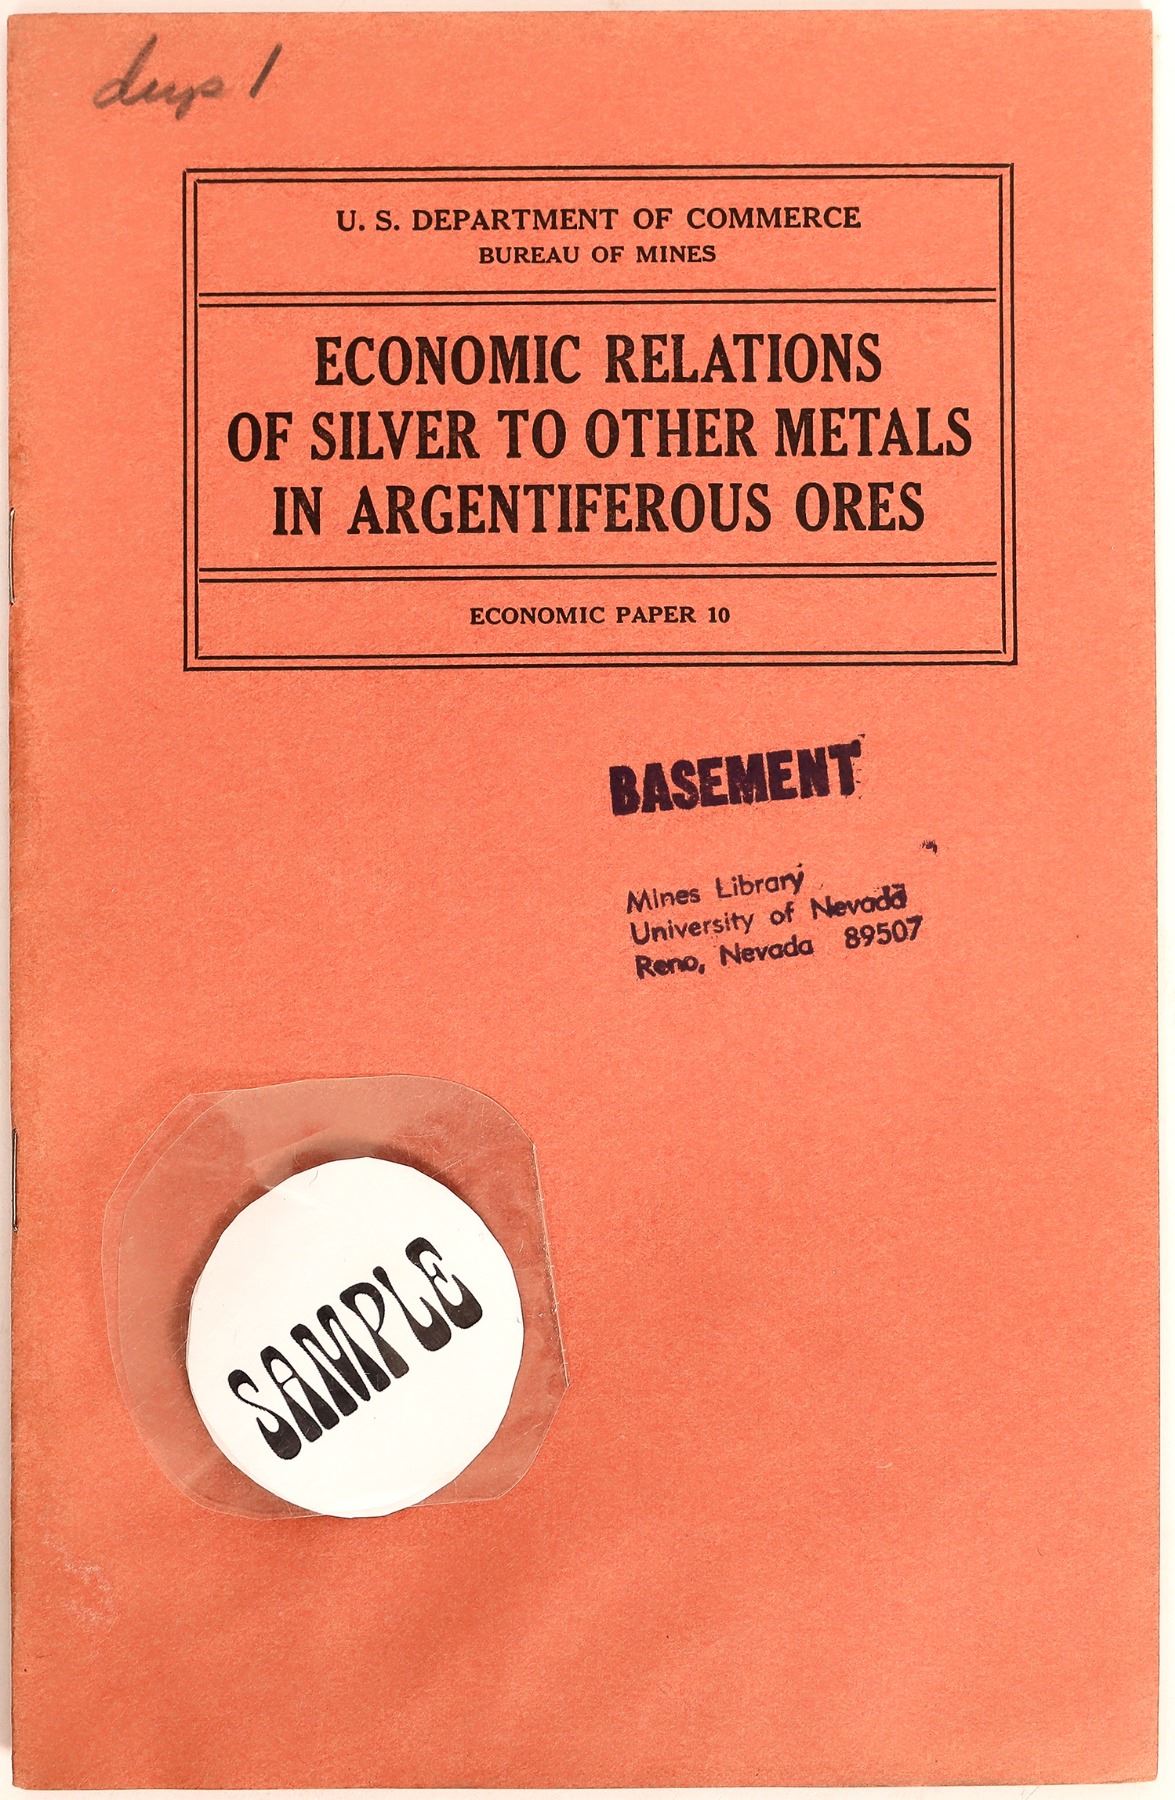 U. S. DEPARTMENT OF COMMERCE
BUREAU OF MINES
ECONOMIC RELATIONS
OF SILVER TO OTHER METALS
IN ARGENTIFEROUS ORES
ECONOMIC PAPER 10
BASEMENT
Mines Library
University of Nevada
Reno, Nevada 89507
SAMPLE